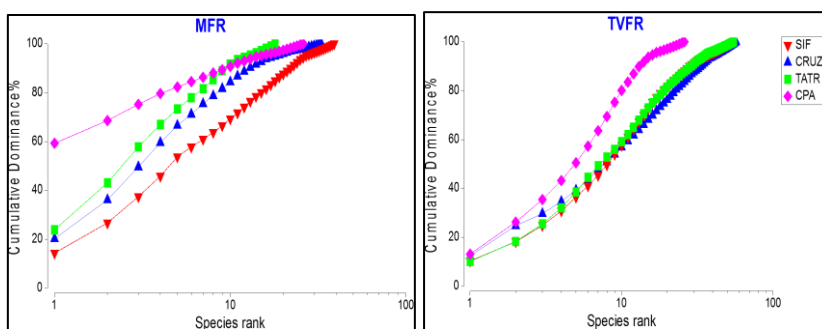 MFR
Cumulative Dominance%
100
80
60
40
20
0
1
10
100
Species rank
TVFR
Cumulative Dominance%
100
80
60
40
20
0
1
10
100
Species rank
SIF
CRUZ
TATR
CPA